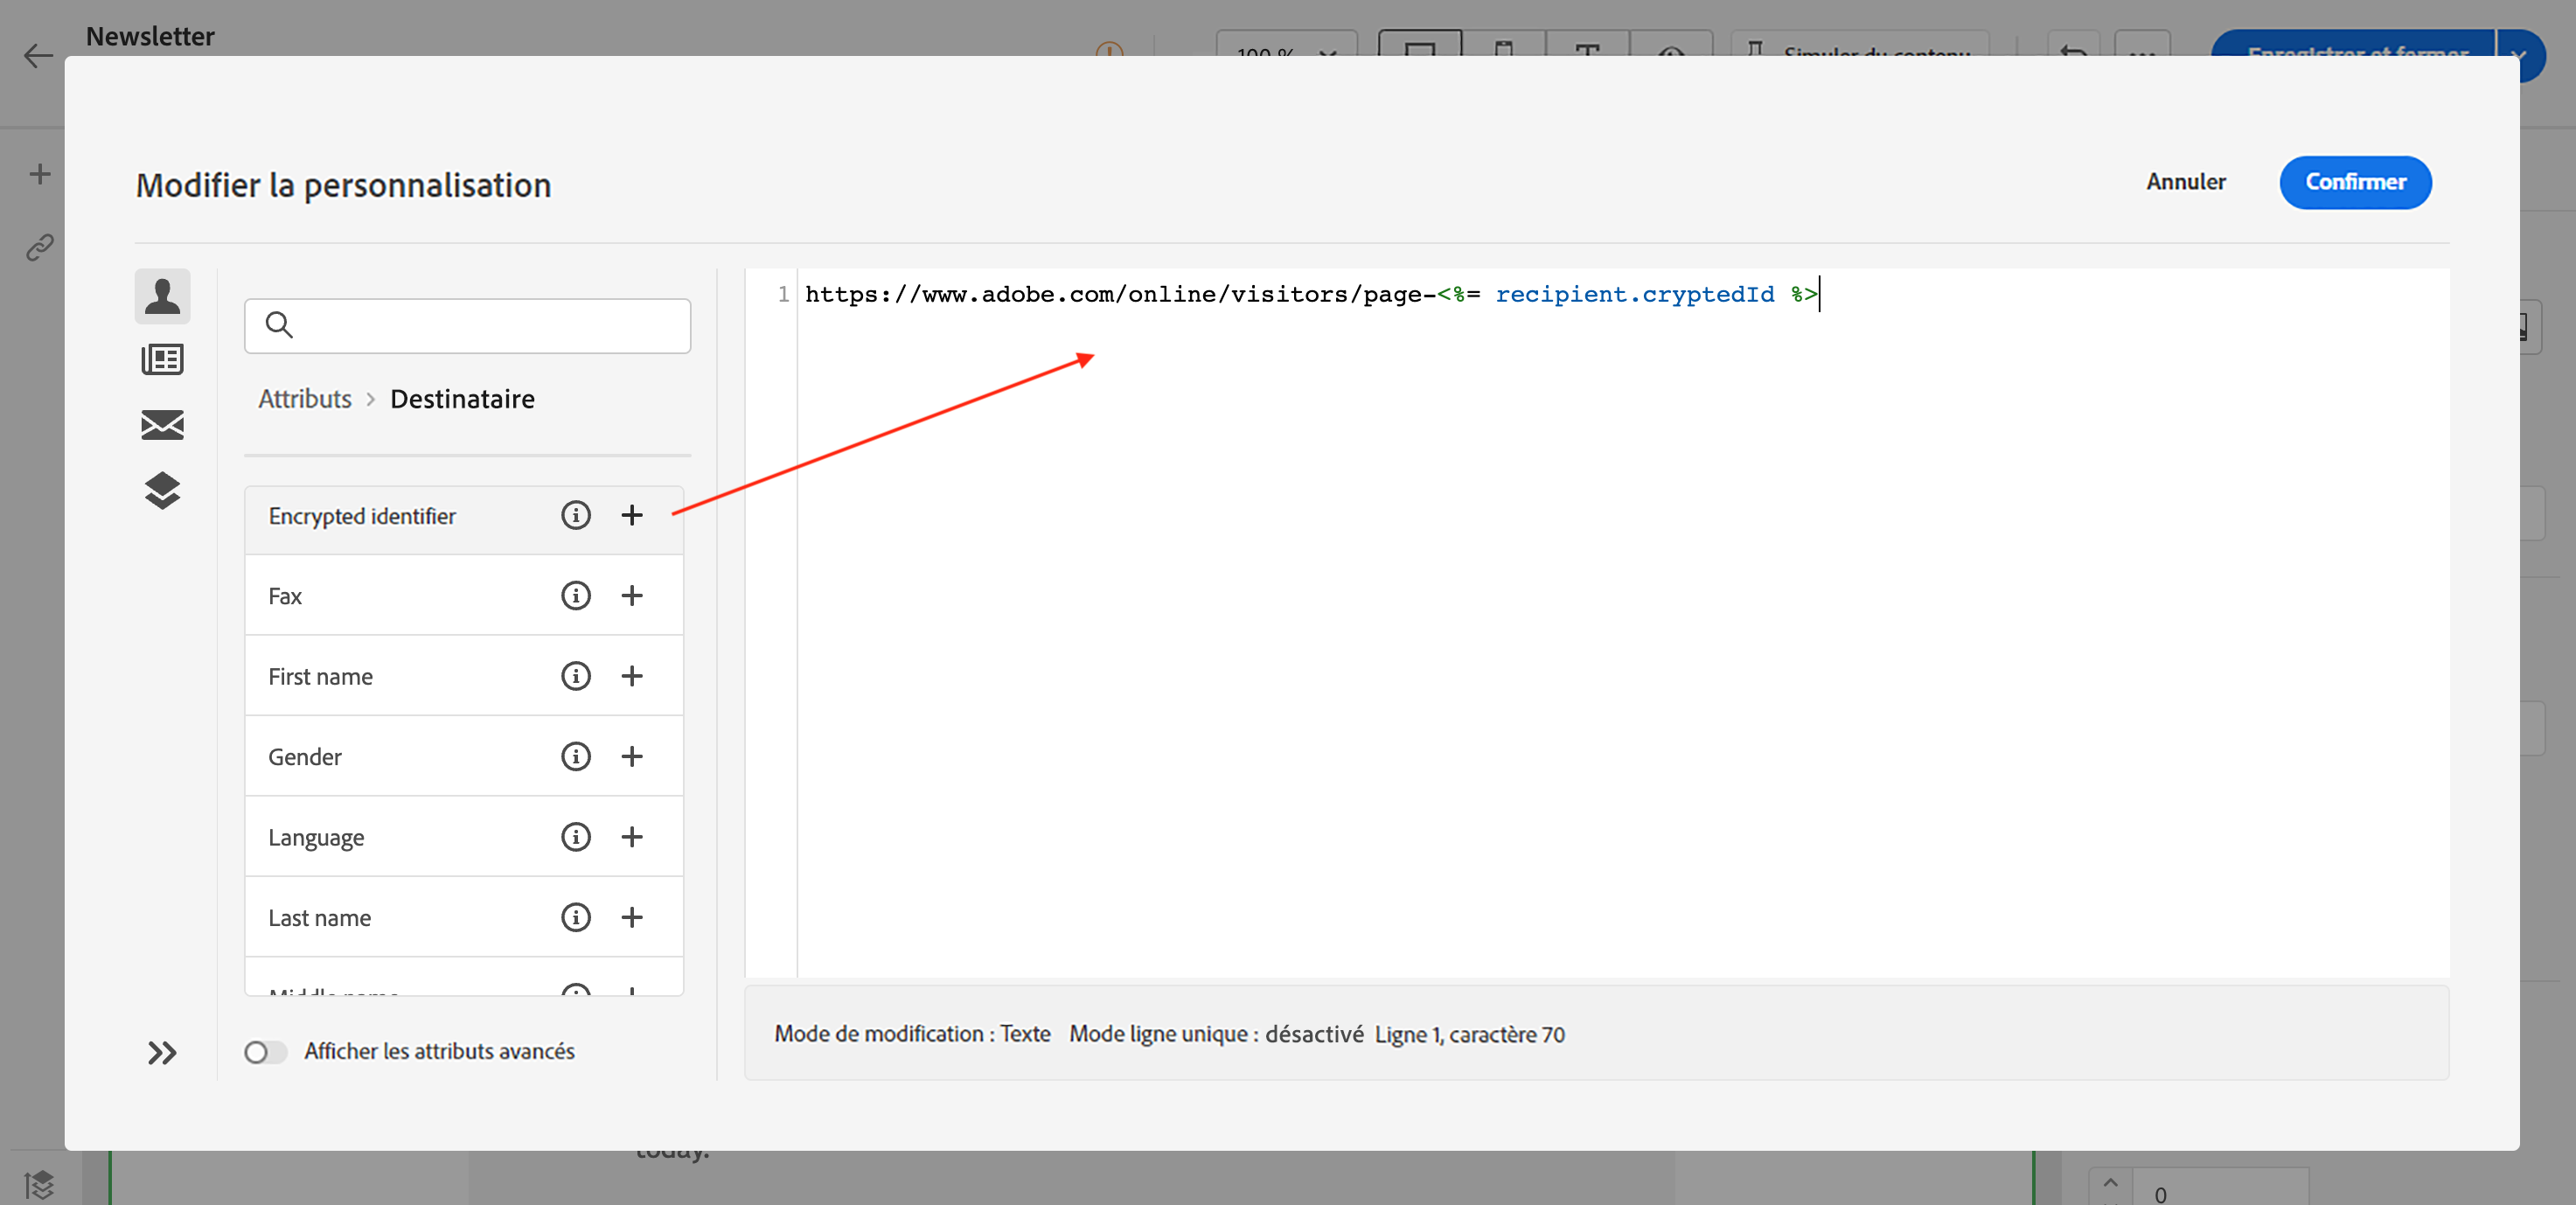 Newsletter
100 %
Simuler du contenu
Enregistrer et fermer
Modifier la personnalisation
Annuler
Confirmer
1 https://www.adobe.com/online/visitors/page-<%= recipient.cryptedId %>
Attributs > Destinataire
Encrypted identifier
Fax
First name
Gender
Language
Last name
Middle name
Afficher les attributs avancés
Mode de modification : Texte Mode ligne unique : désactivé Ligne 1, caractère 70
today.
0